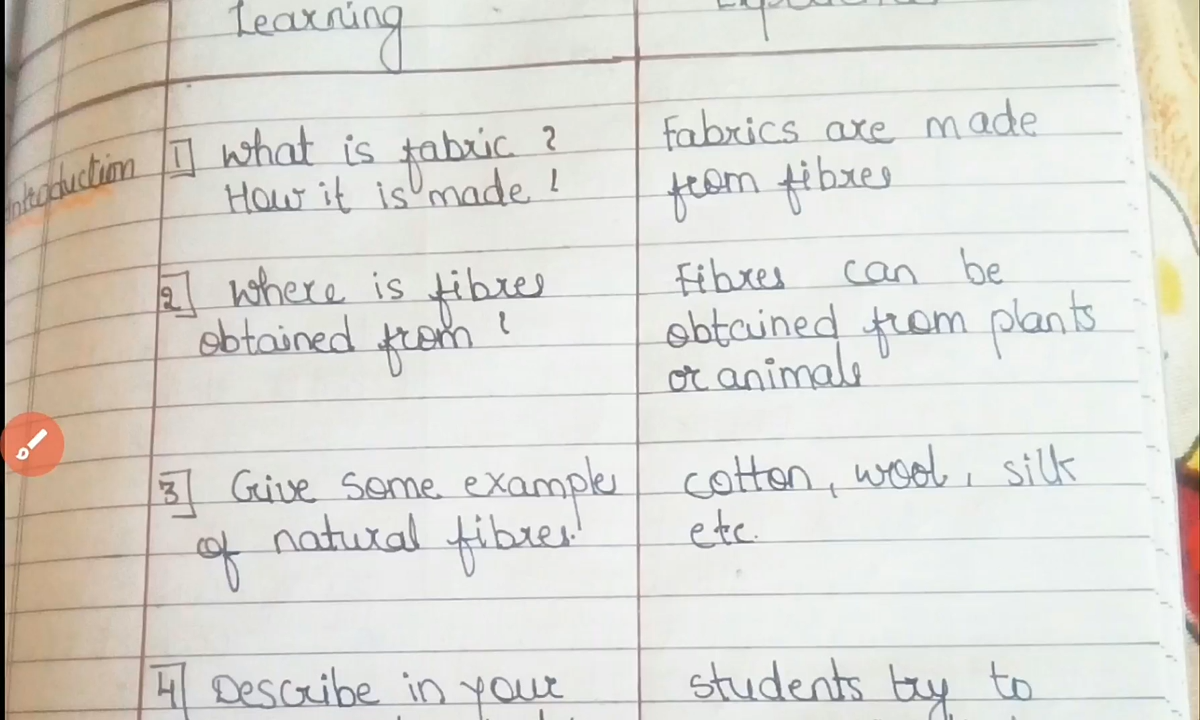 Learning
Introduction
1] What is fabric ?
How it is made ?
Fabrics are made
from fibres
2] Where is fibres
obtained from ?
Fibres can be
obtained from plants
or animals
3] Give some examples
of natural fibres.
cotton, wool, silk
etc.
4] Describe in your
students try to